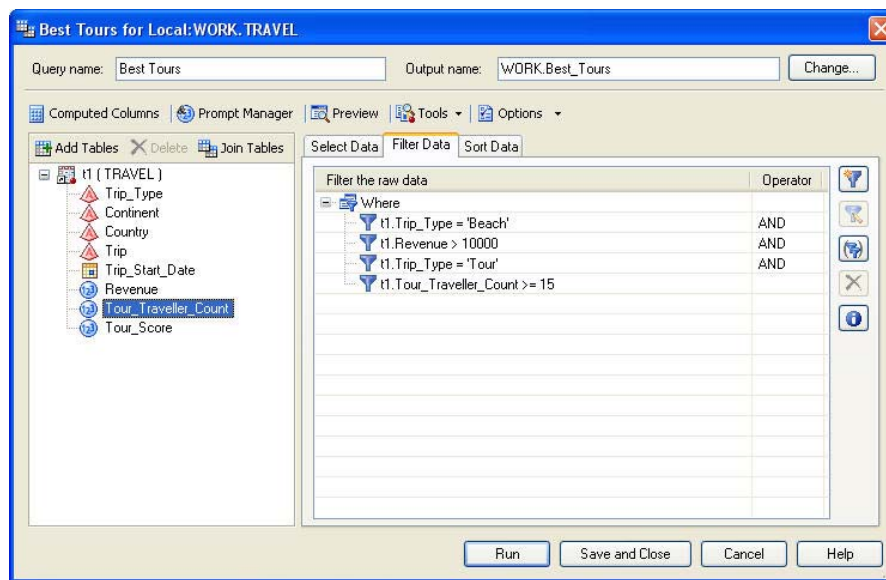 Best Tours for Local:WORK.TRAVEL
Query name: Best Tours Output name: WORK.Best_Tours Change...
Computed Columns Prompt Manager Preview Tools Options
Add Tables Delete Join Tables Select Data Filter Data Sort Data
t1 ( TRAVEL )
Trip_Type
Continent
Country
Trip
Trip_Start_Date
Revenue
Tour_Traveller_Count
Tour_Score
Filter the raw data Operator
Where
t1.Trip_Type = 'Beach' AND
t1.Revenue > 10000 AND
t1.Trip_Type = 'Tour' AND
t1.Tour_Traveller_Count >= 15
Run Save and Close Cancel Help